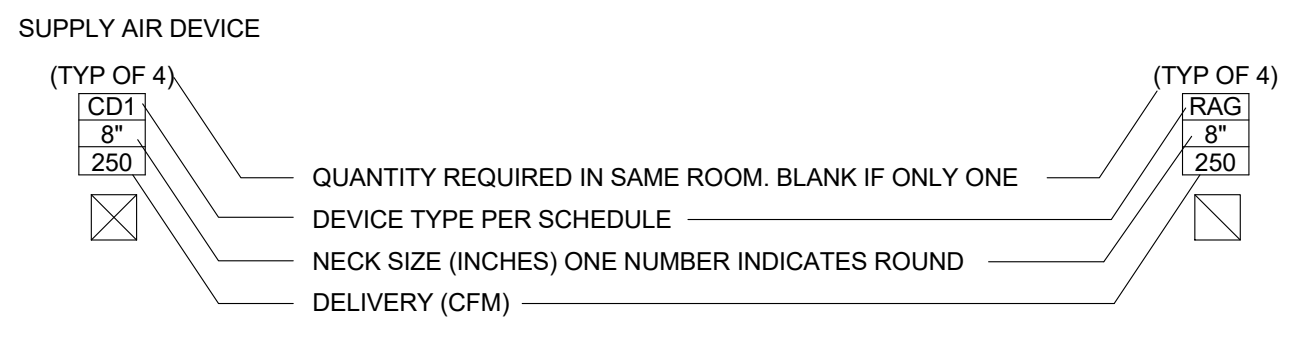 SUPPLY AIR DEVICE
(TYP OF 4) (TYP OF 4)
CD1 RAG
8" 8"
250 250
QUANTITY REQUIRED IN SAME ROOM. BLANK IF ONLY ONE
DEVICE TYPE PER SCHEDULE
NECK SIZE (INCHES) ONE NUMBER INDICATES ROUND
DELIVERY (CFM)